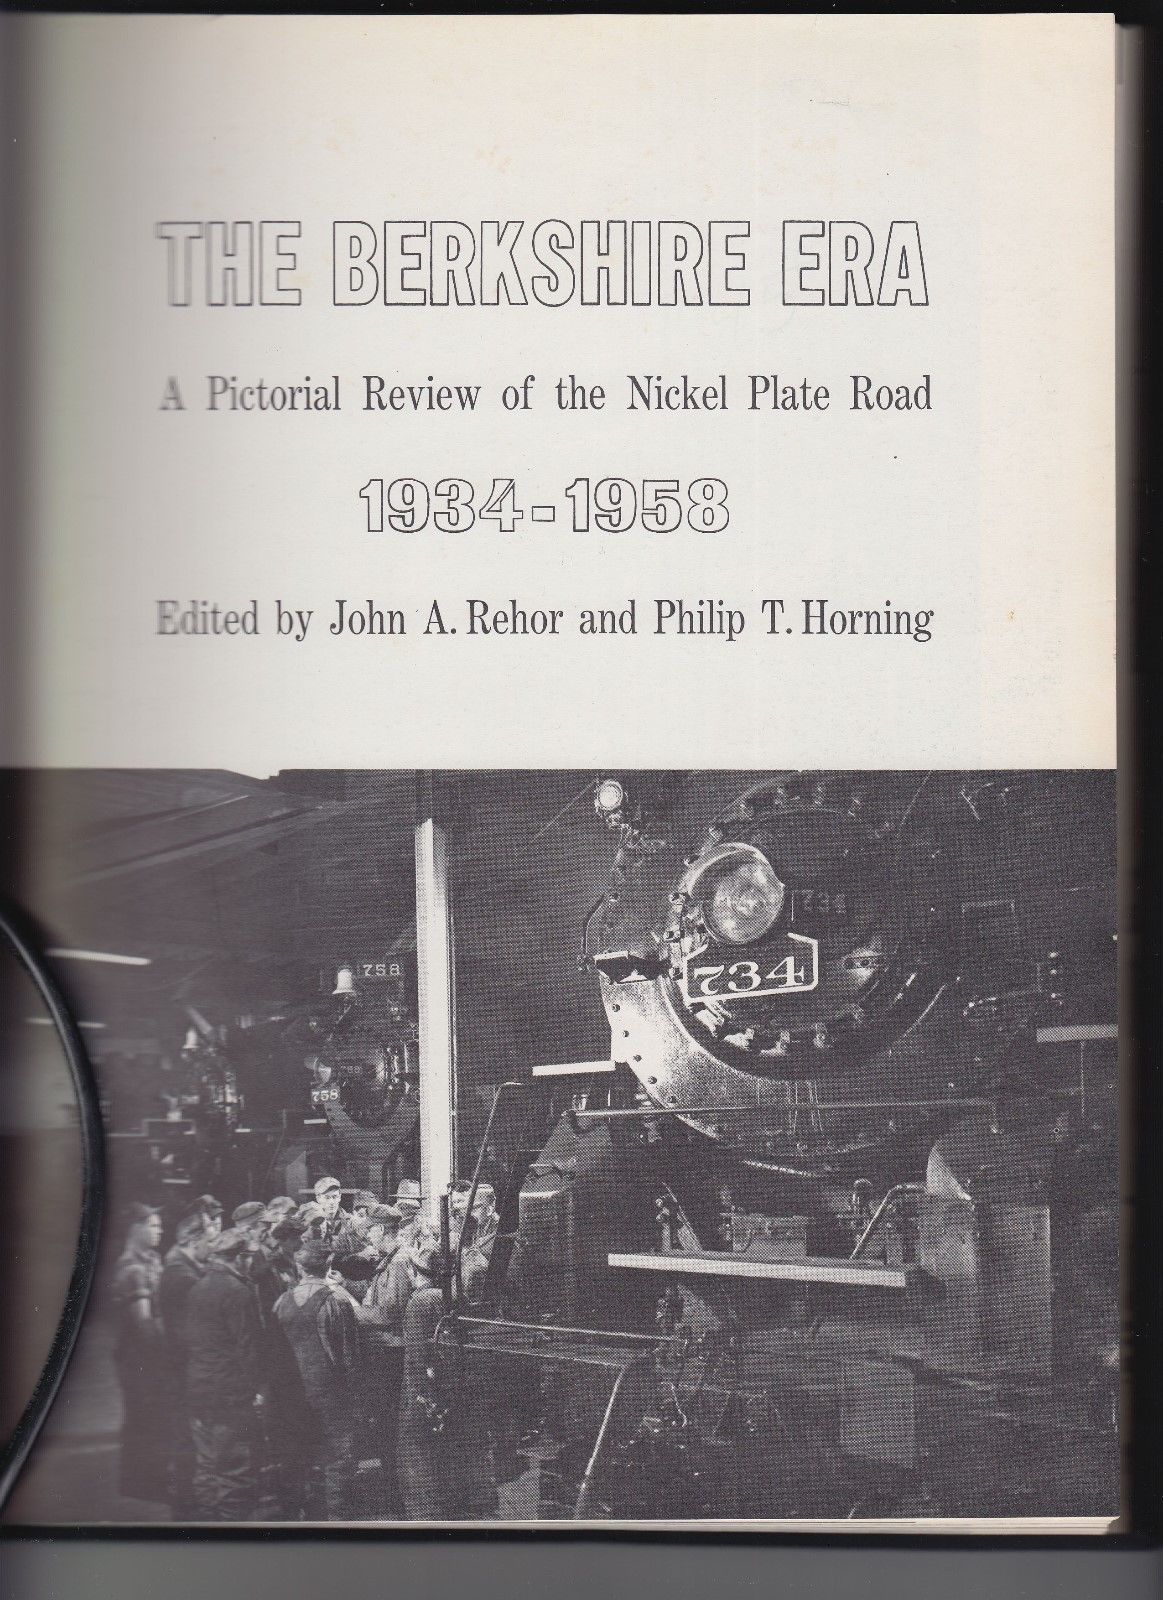 THE BERKSHIRE ERA
A Pictorial Review of the Nickel Plate Road
1934-1958
Edited by John A. Rehor and Philip T. Horning
734
734
758
758